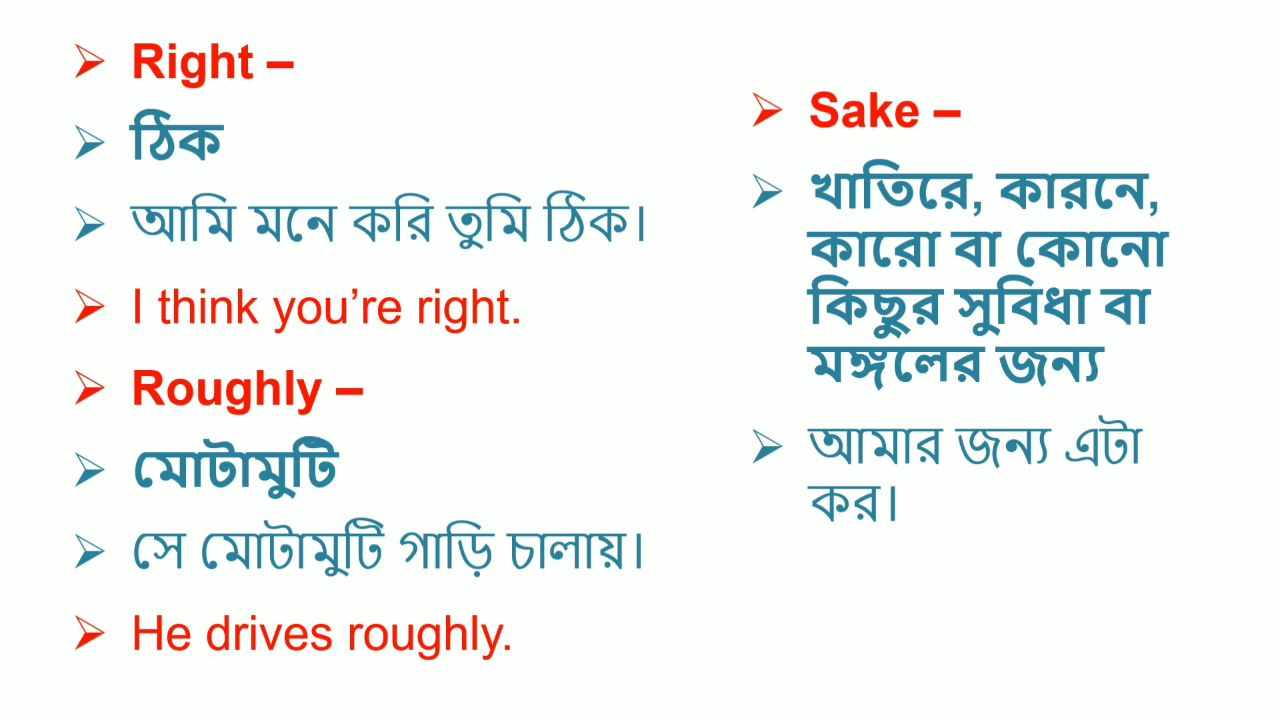 Right –
ঠিক
আমি মনে করি তুমি ঠিক।
I think you’re right.
Roughly –
মোটামুটি
সে মোটামুটি গাড়ি চালায়।
He drives roughly.
Sake –
খাতিরে, কারনে,
কারো বা কোনো
কিছুর সুবিধা বা
মঙ্গলের জন্য
আমার জন্য এটা
কর।